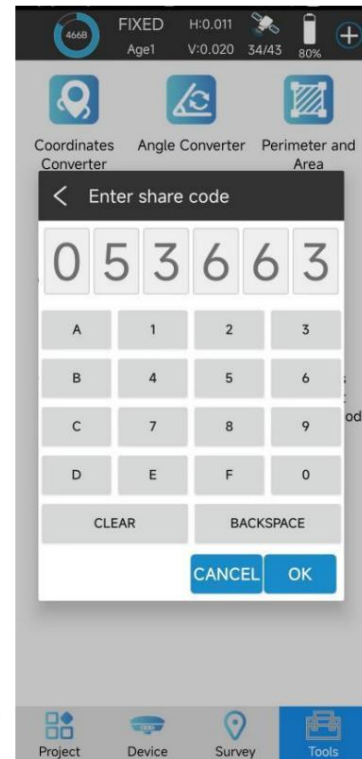 466B FIXED H:0.011
Age1 V:0.020 34/43 80%
Coordinates Converter
Angle Converter
Perimeter and Area
Enter share code
0 5 3 6 6 3
A 1 2 3
B 4 5 6
C 7 8 9
D E F 0
CLEAR BACKSPACE
CANCEL OK
Project Device Survey Tools